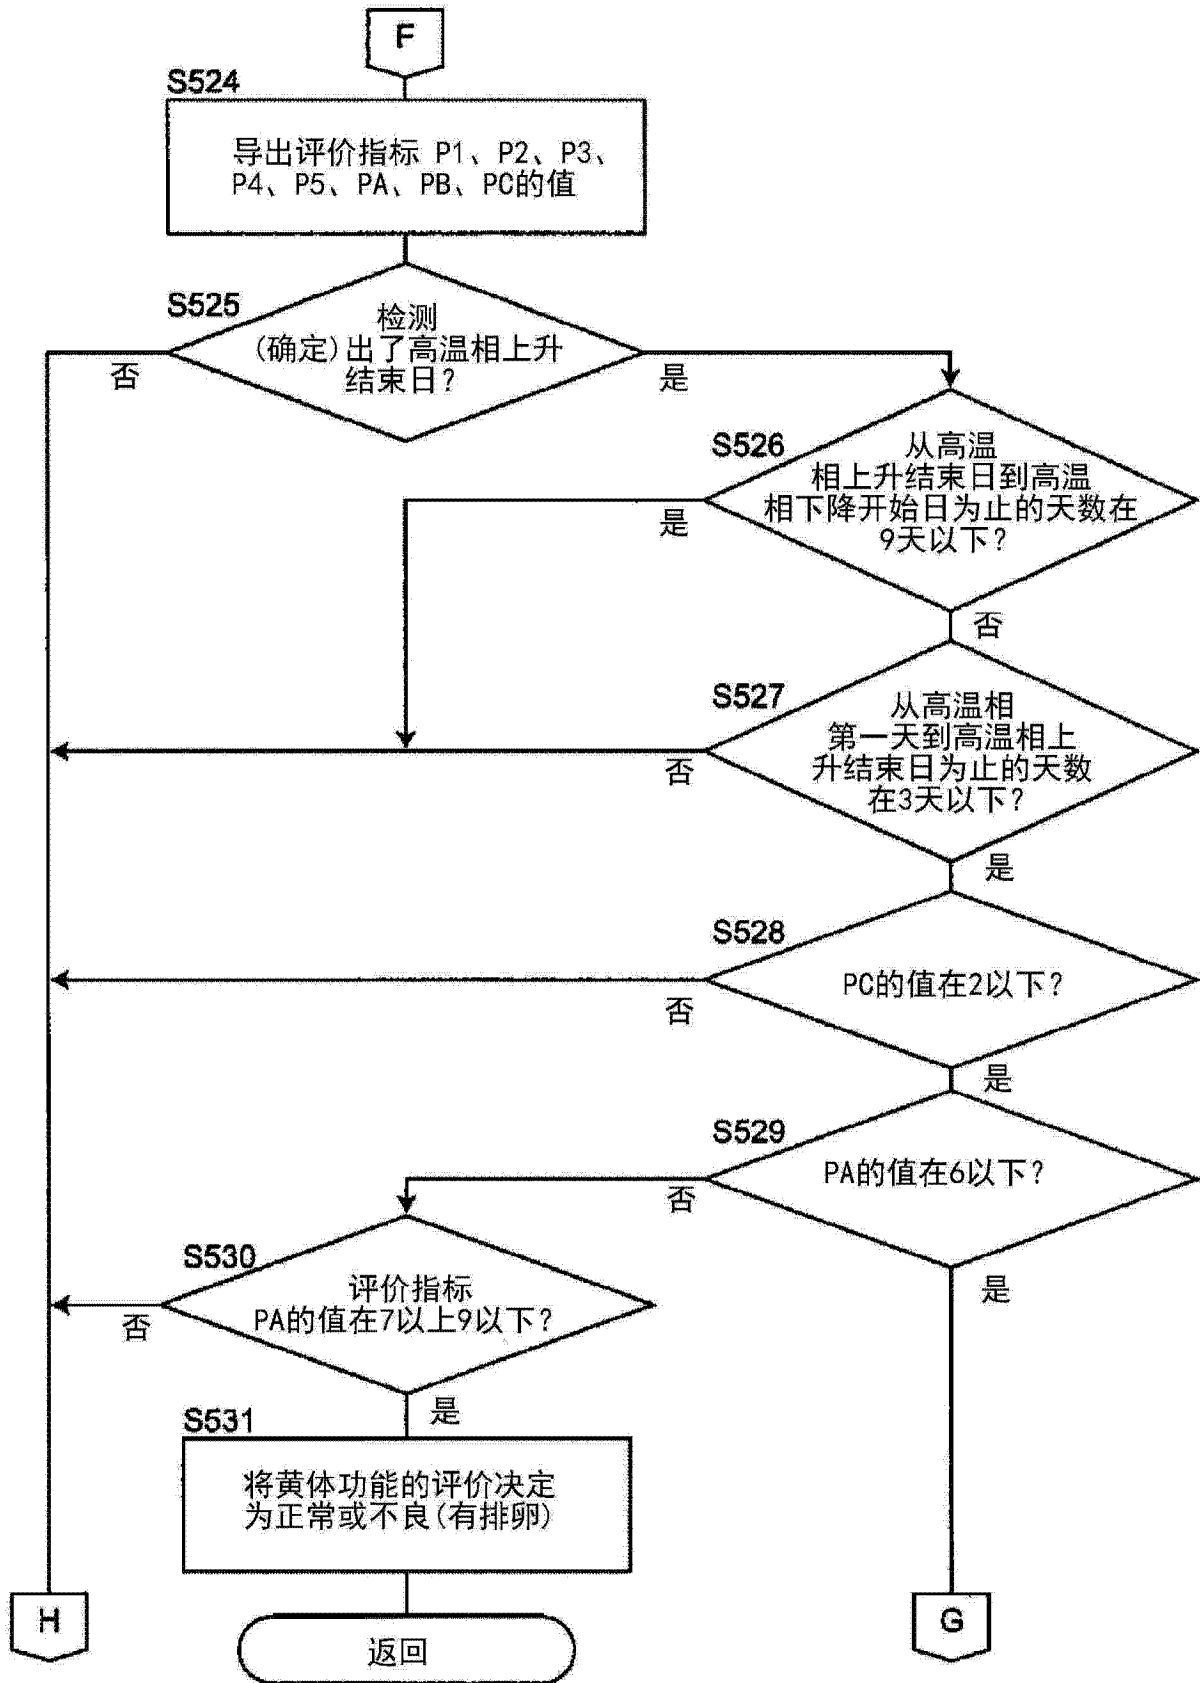 F
S524
导出评价指标 P1、P2、P3、
P4、P5、PA、PB、PC的值
S525
检测
(确定)出了高温相上升
结束日？
否
是
S526
从高温
相上升结束日到高温
相下降开始日为止的天数在
9天以下？
是
否
S527
从高温相
第一天到高温相上
升结束日为止的天数
在3天以下？
否
是
S528
PC的值在2以下？
否
是
S529
PA的值在6以下？
否
是
S530
评价指标
PA的值在7以上9以下？
否
是
S531
将黄体功能的评价决定
为正常或不良(有排卵)
H
返回
G